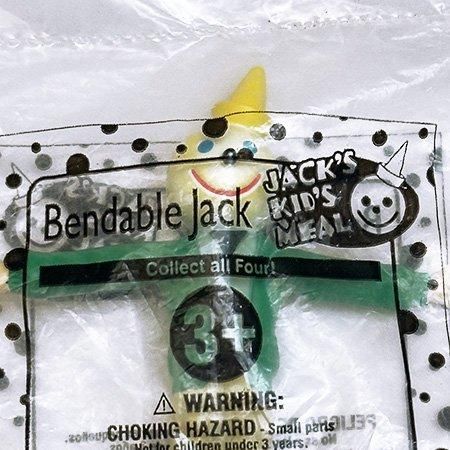 Bendable Jack
JACK'S
KID'S
MEAL
Collect all Four!
3+
⚠ WARNING:
CHOKING HAZARD - Small parts
Not for children under 3 years.
PELIGRO